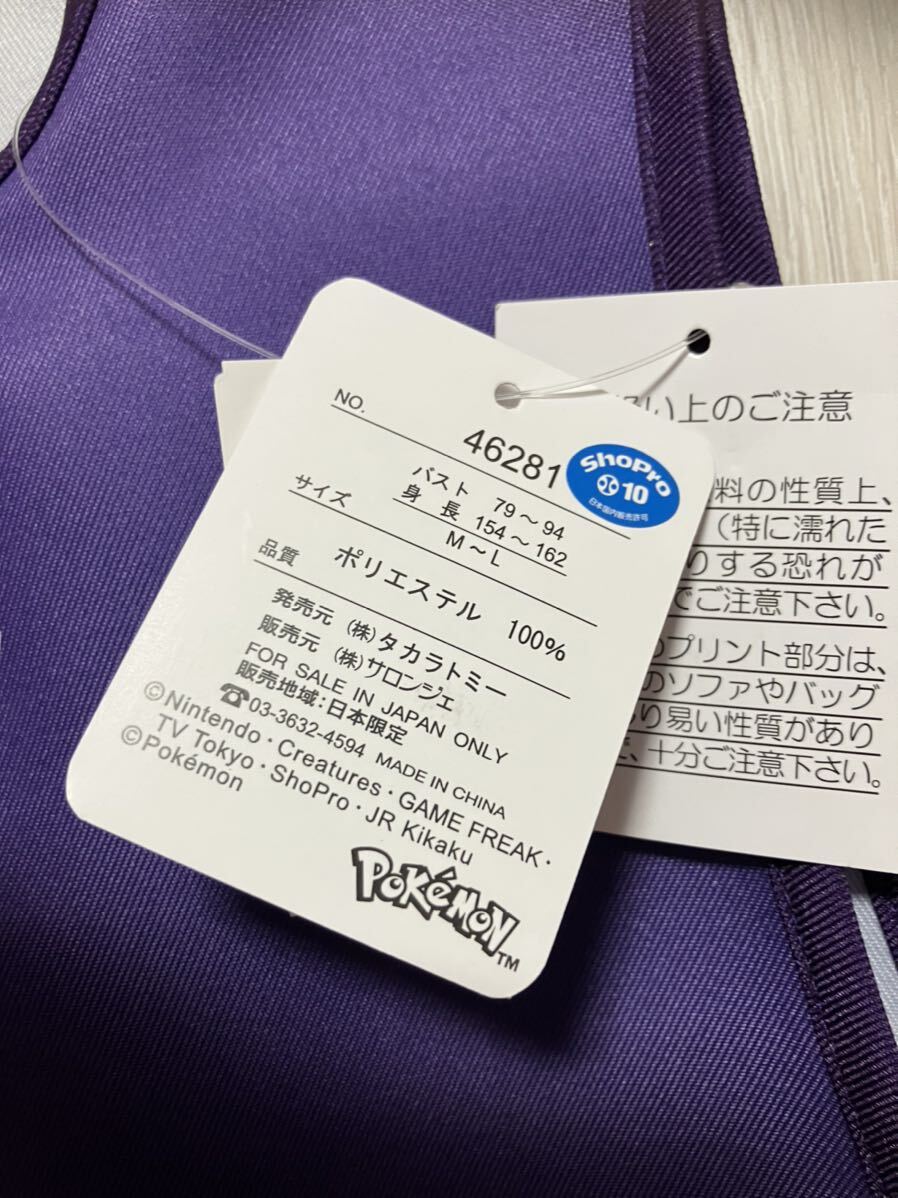 NO. 46281
ShoPro
10
日本国内販売許可
サイズ バスト 79～94
身長 154～162
M～L
品質 ポリエステル 100%
発売元 (株)タカラトミー
販売元 (株)サロンジェ
FOR SALE IN JAPAN ONLY
販売地域:日本限定
☎03-3632-4594 MADE IN CHINA
©Nintendo・Creatures・GAME FREAK・
TV Tokyo・ShoPro・JR Kikaku
©Pokémon
POKéMON™
い上のご注意
料の性質上、
(特に濡れた
りする恐れが
でご注意下さい。
のプリント部分は、
のソファやバッグ
り易い性質があり
、十分ご注意下さい。